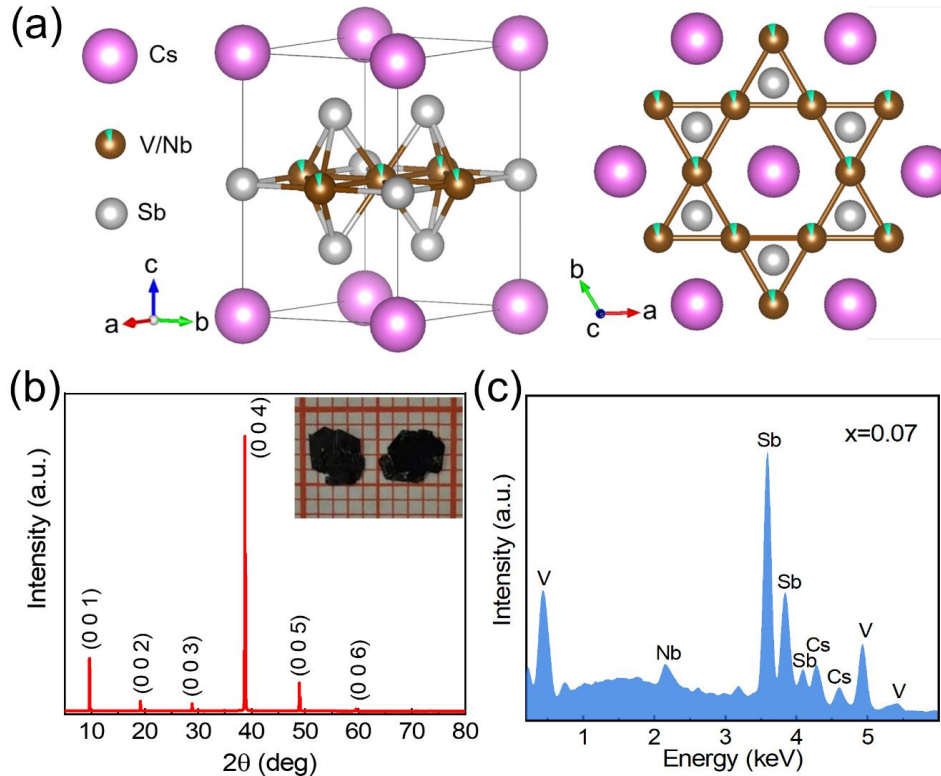 (a)
Cs
V/Nb
Sb
c
a
b
b
c
a
(b)
Intensity (a.u.)
(0 0 1)
(0 0 2)
(0 0 3)
(0 0 4)
(0 0 5)
(0 0 6)
10 20 30 40 50 60 70 80
2θ (deg)
(c)
x=0.07
Intensity (a.u.)
V
Nb
Sb
Sb
Sb
Cs
Cs
V
V
1 2 3 4 5
Energy (keV)